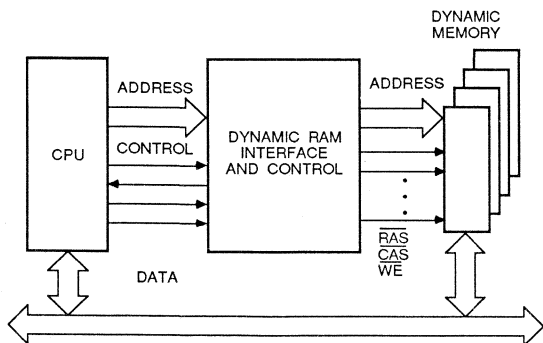 DYNAMIC
MEMORY
ADDRESS
ADDRESS
CPU
CONTROL
DYNAMIC RAM
INTERFACE
AND CONTROL
RAS
CAS
WE
DATA